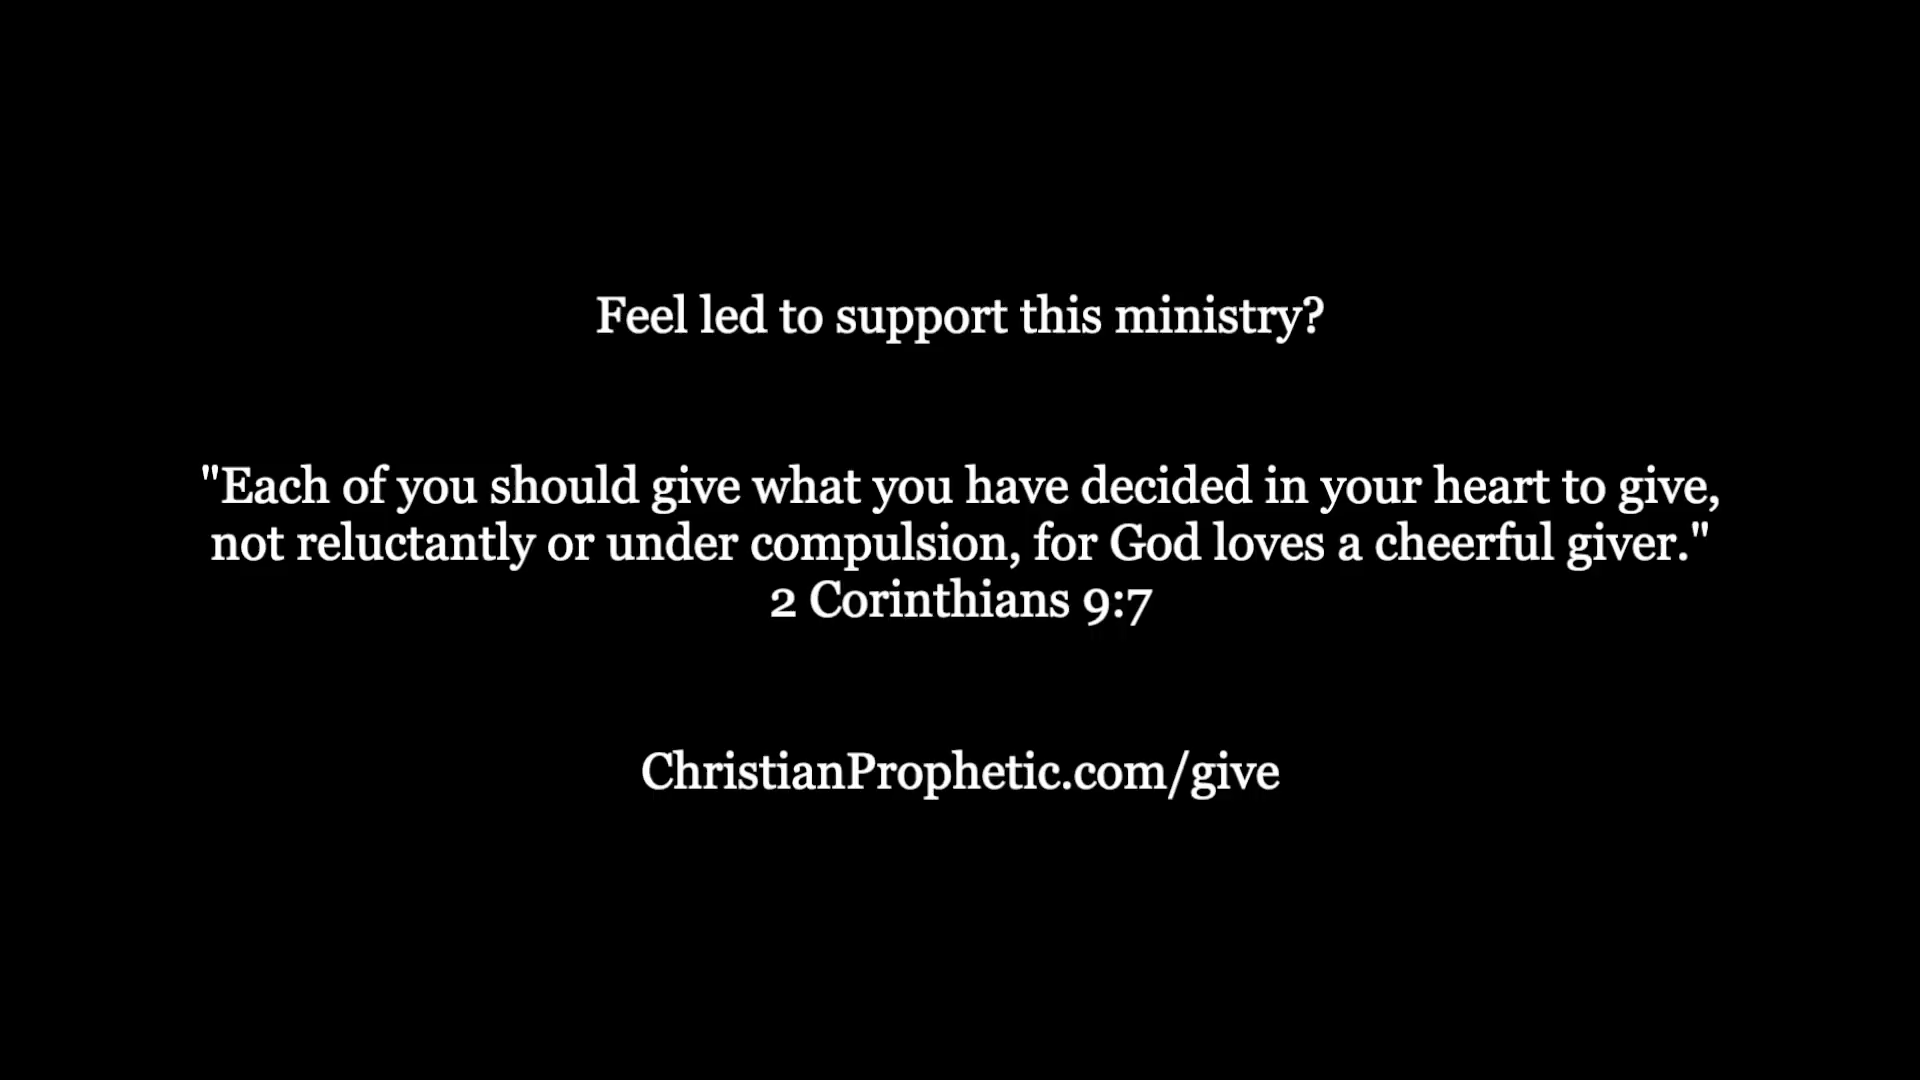 Feel led to support this ministry?
"Each of you should give what you have decided in your heart to give,
not reluctantly or under compulsion, for God loves a cheerful giver."
2 Corinthians 9:7
ChristianProphetic.com/give